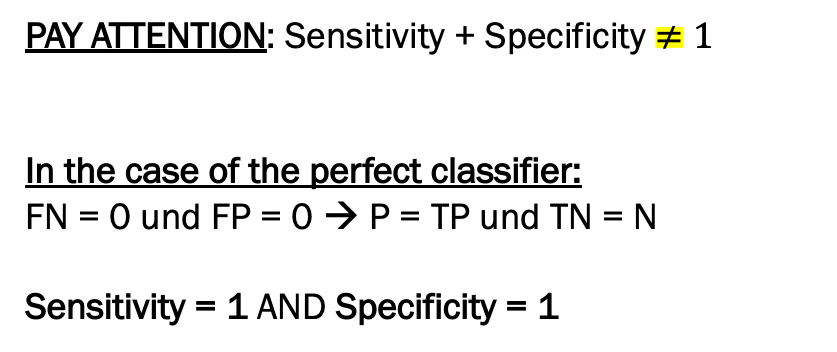 PAY ATTENTION: Sensitivity + Specificity ≠ 1
In the case of the perfect classifier:
FN = 0 und FP = 0 → P = TP und TN = N
Sensitivity = 1 AND Specificity = 1